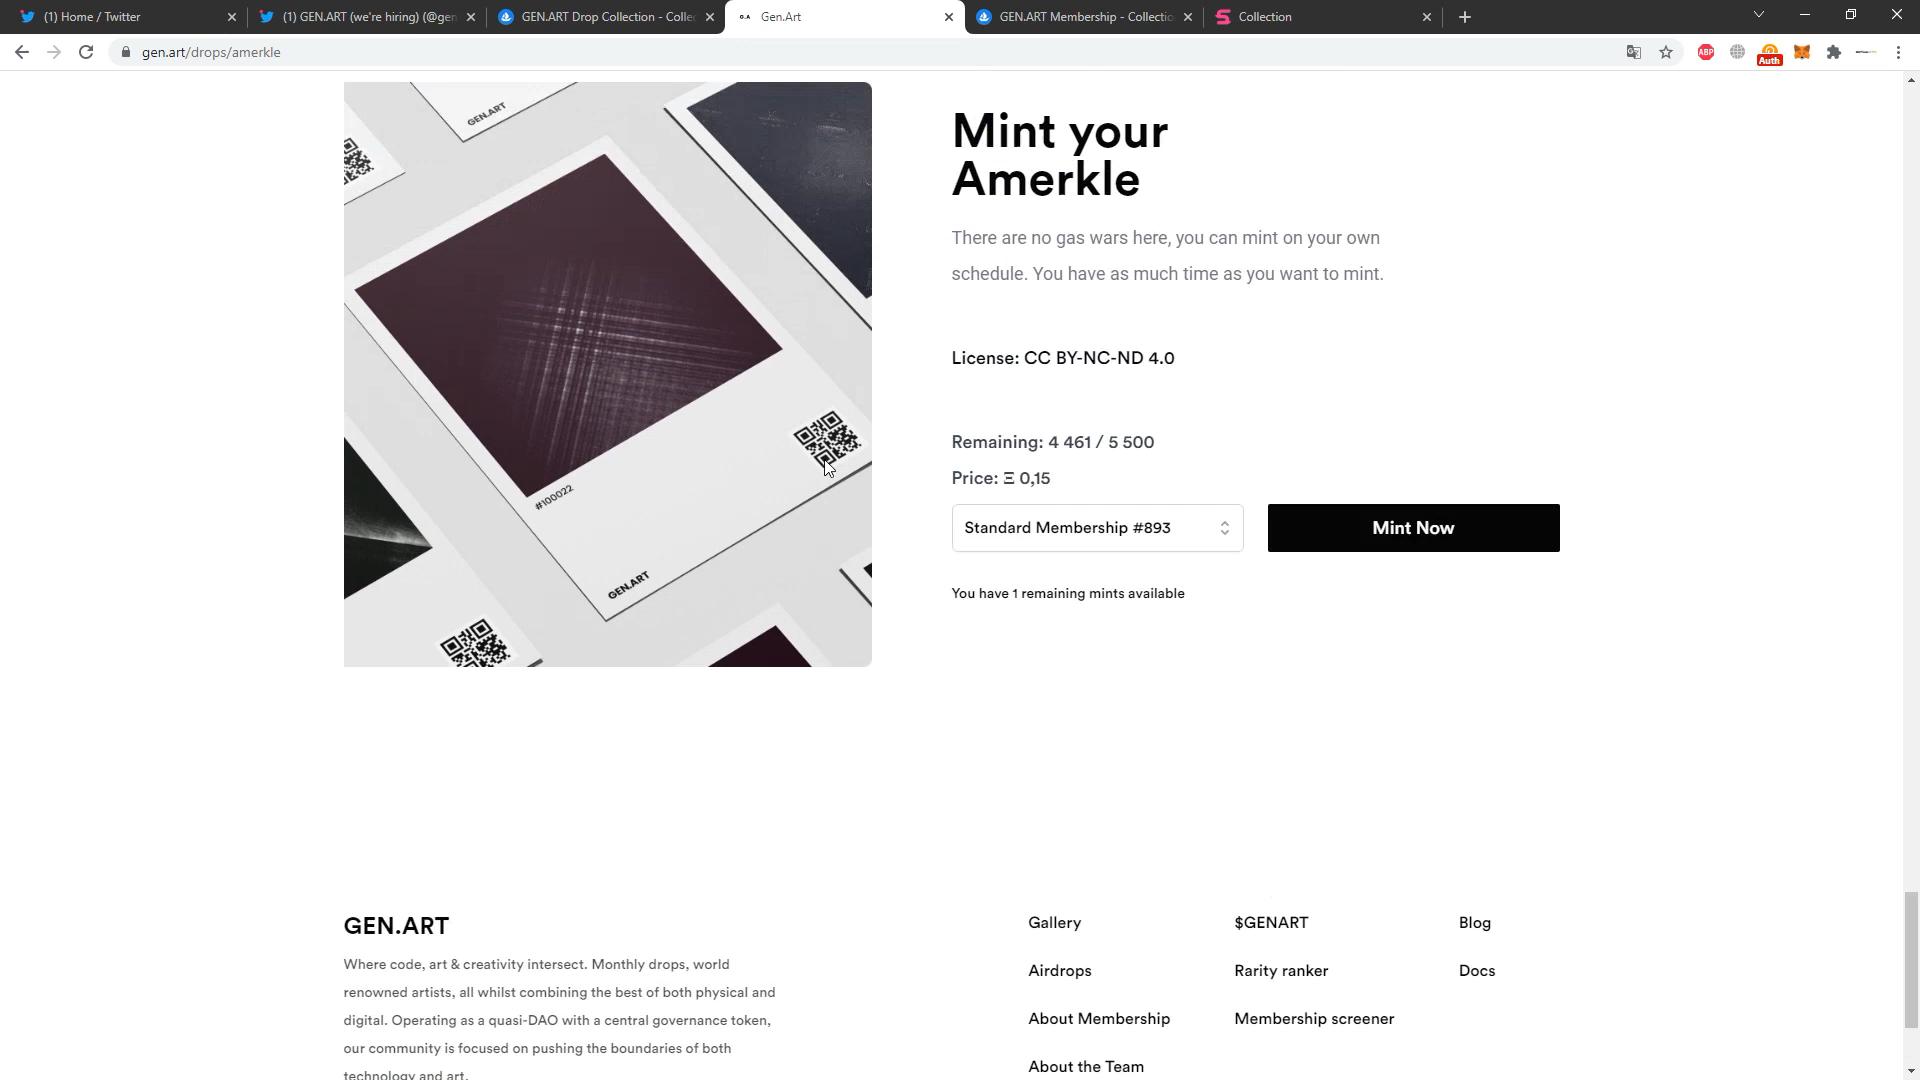 (1) Home / Twitter
(1) GEN.ART (we're hiring) (@gen
GEN.ART Drop Collection - Collec
G.A
Gen.Art
GEN.ART Membership - Collectio
Collection
gen.art/drops/amerkle
ABP
Auth
GEN.ART
#100022
GEN.ART
Mint your
Amerkle
There are no gas wars here, you can mint on your own
schedule. You have as much time as you want to mint.
License: CC BY-NC-ND 4.0
Remaining: 4 461 / 5 500
Price: Ξ 0,15
Standard Membership #893
Mint Now
You have 1 remaining mints available
GEN.ART
Where code, art & creativity intersect. Monthly drops, world
renowned artists, all whilst combining the best of both physical and
digital. Operating as a quasi-DAO with a central governance token,
our community is focused on pushing the boundaries of both
technology and art.
Gallery
Airdrops
About Membership
About the Team
$GENART
Rarity ranker
Membership screener
Blog
Docs